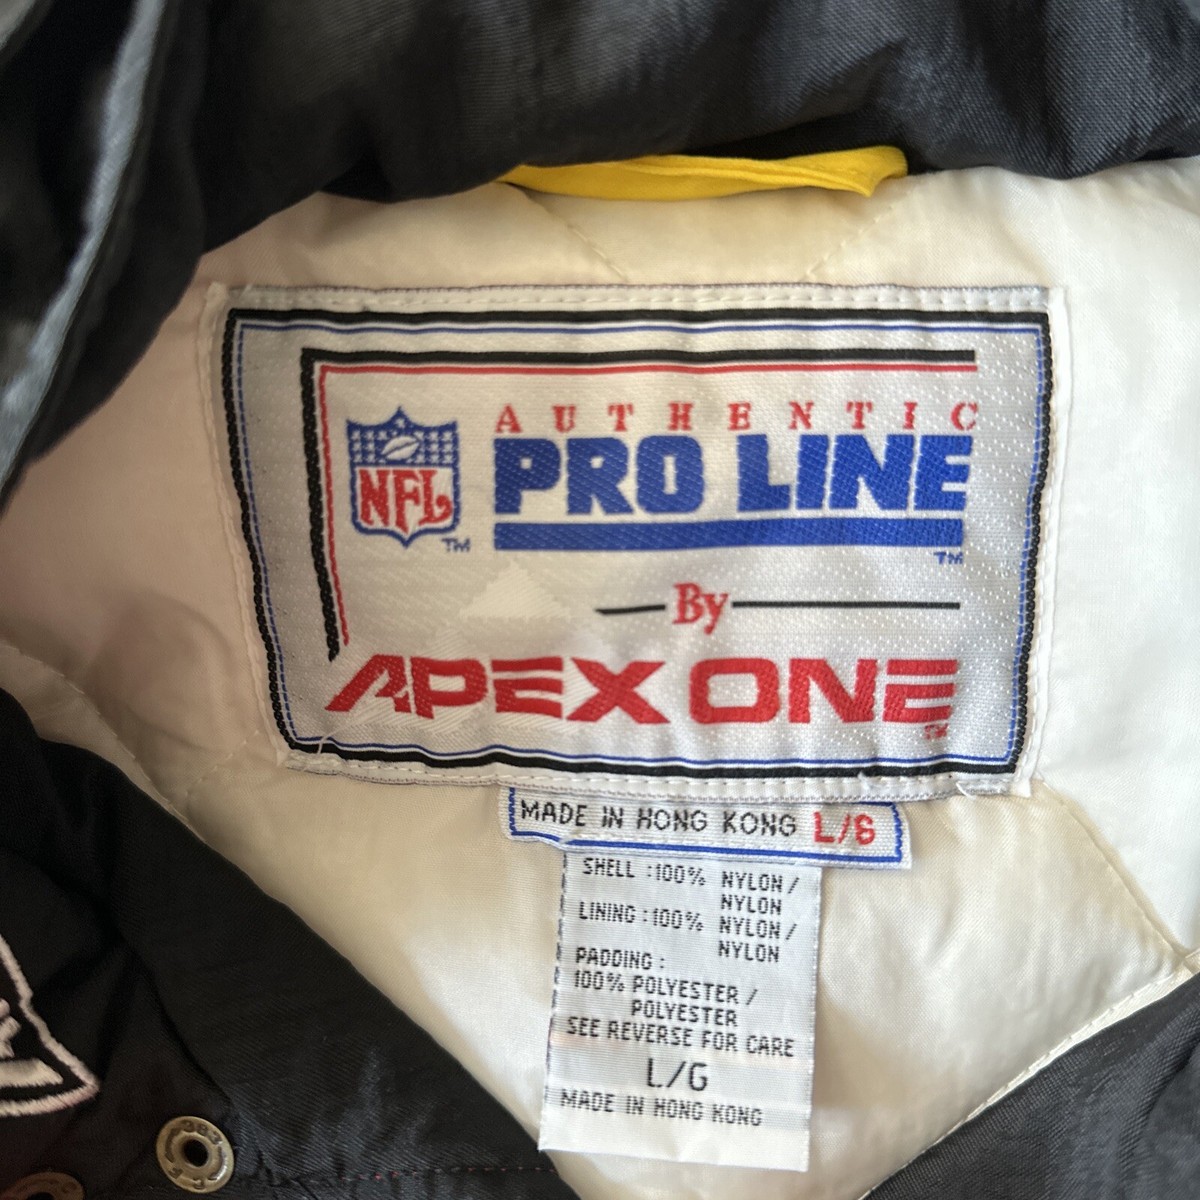 AUTHENTIC
NFL PRO LINE
TM
TM
By
APEX ONE
TM
MADE IN HONG KONG L/G
SHELL :100% NYLON /
NYLON
LINING :100% NYLON /
NYLON
PADDING :
100% POLYESTER /
POLYESTER
SEE REVERSE FOR CARE
L/G
MADE IN HONG KONG